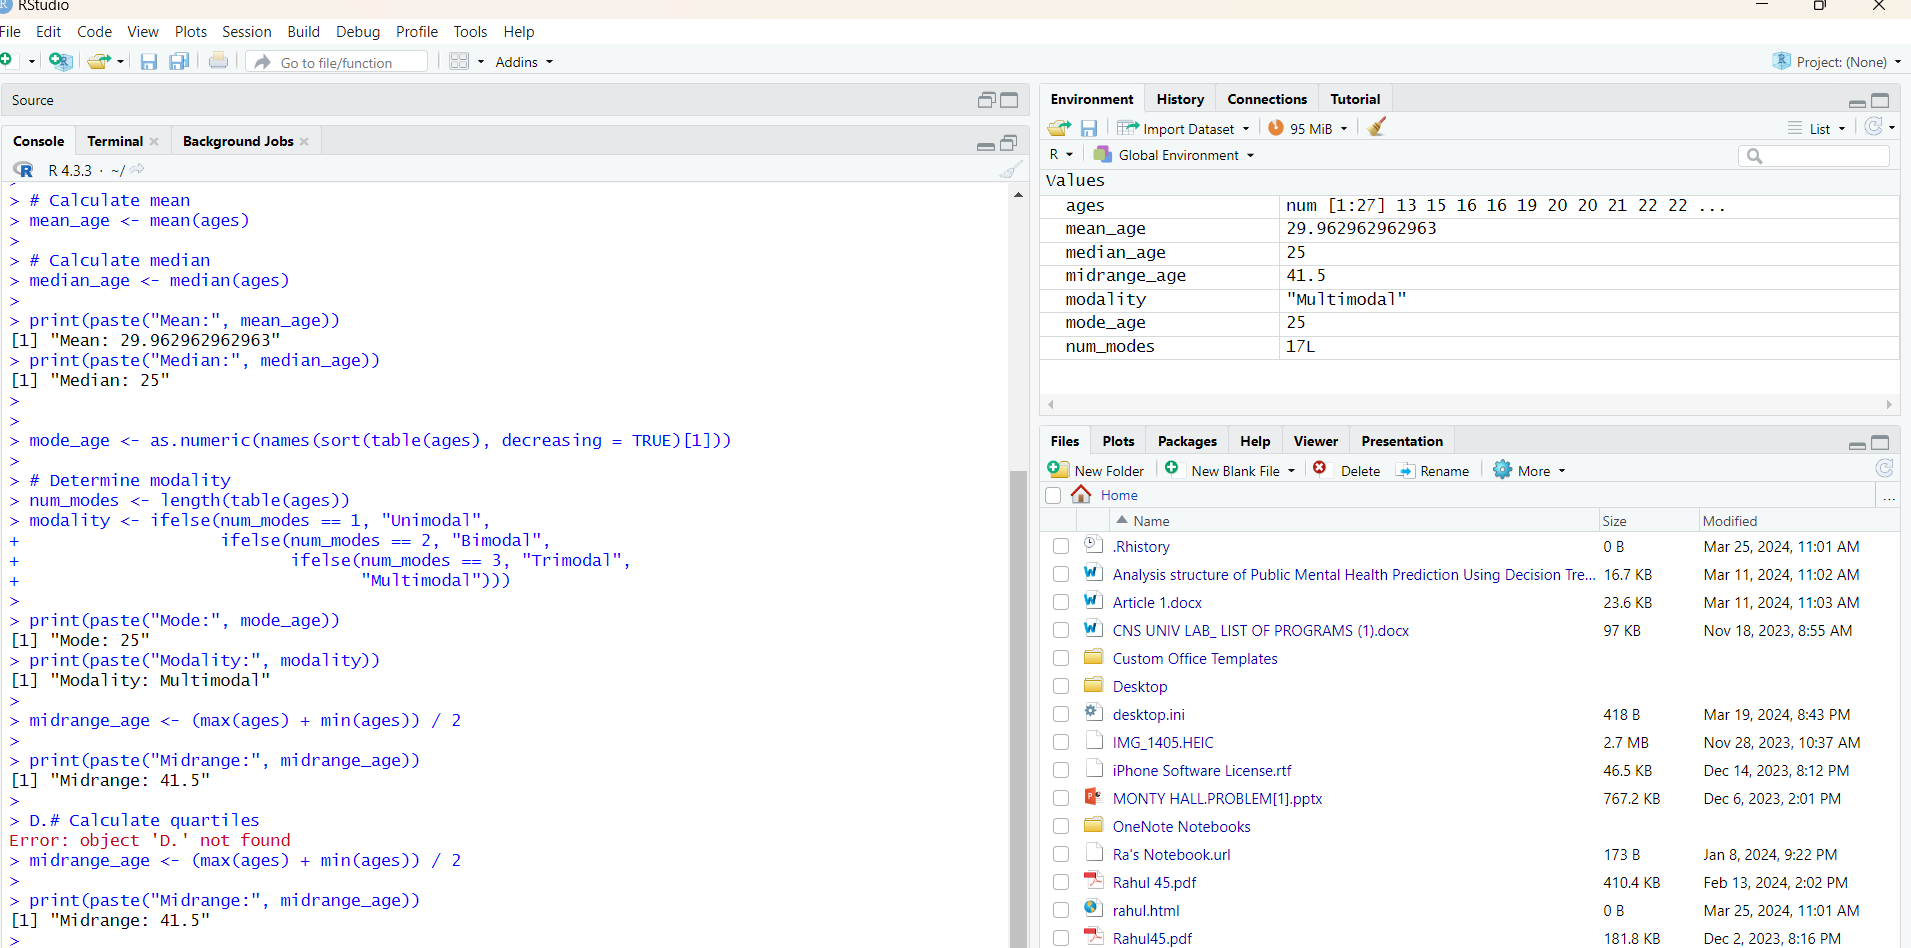 RStudio
File Edit Code View Plots Session Build Debug Profile Tools Help
Go to file/function Addins Project: (None)
Source
Console Terminal Background Jobs
R 4.3.3 · ~/
>
> # Calculate mean
> mean_age <- mean(ages)
>
> # Calculate median
> median_age <- median(ages)
>
> print(paste("Mean:", mean_age))
[1] "Mean: 29.962962962963"
> print(paste("Median:", median_age))
[1] "Median: 25"
>
>
> mode_age <- as.numeric(names(sort(table(ages), decreasing = TRUE)[1]))
>
> # Determine modality
> num_modes <- length(table(ages))
> modality <- ifelse(num_modes == 1, "Unimodal",
+                     ifelse(num_modes == 2, "Bimodal",
+                            ifelse(num_modes == 3, "Trimodal",
+                                   "Multimodal")))
>
> print(paste("Mode:", mode_age))
[1] "Mode: 25"
> print(paste("Modality:", modality))
[1] "Modality: Multimodal"
>
> midrange_age <- (max(ages) + min(ages)) / 2
>
> print(paste("Midrange:", midrange_age))
[1] "Midrange: 41.5"
>
> D.# Calculate quartiles
Error: object 'D.' not found
> midrange_age <- (max(ages) + min(ages)) / 2
>
> print(paste("Midrange:", midrange_age))
[1] "Midrange: 41.5"
>
Environment History Connections Tutorial
Import Dataset 95 MiB List
R Global Environment
Values
ages num [1:27] 13 15 16 16 19 20 20 21 22 22 ...
mean_age 29.962962962963
median_age 25
midrange_age 41.5
modality "Multimodal"
mode_age 25
num_modes 17L
Files Plots Packages Help Viewer Presentation
New Folder New Blank File Delete Rename More
Home ...
Name Size Modified
.Rhistory 0 B Mar 25, 2024, 11:01 AM
Analysis structure of Public Mental Health Prediction Using Decision Tre... 16.7 KB Mar 11, 2024, 11:02 AM
Article 1.docx 23.6 KB Mar 11, 2024, 11:03 AM
CNS UNIV LAB_ LIST OF PROGRAMS (1).docx 97 KB Nov 18, 2023, 8:55 AM
Custom Office Templates
Desktop
desktop.ini 418 B Mar 19, 2024, 8:43 PM
IMG_1405.HEIC 2.7 MB Nov 28, 2023, 10:37 AM
iPhone Software License.rtf 46.5 KB Dec 14, 2023, 8:12 PM
MONTY HALL.PROBLEM[1].pptx 767.2 KB Dec 6, 2023, 2:01 PM
OneNote Notebooks
Ra's Notebook.url 173 B Jan 8, 2024, 9:22 PM
Rahul 45.pdf 410.4 KB Feb 13, 2024, 2:02 PM
rahul.html 0 B Mar 25, 2024, 11:01 AM
Rahul45.pdf 181.8 KB Dec 2, 2023, 8:16 PM